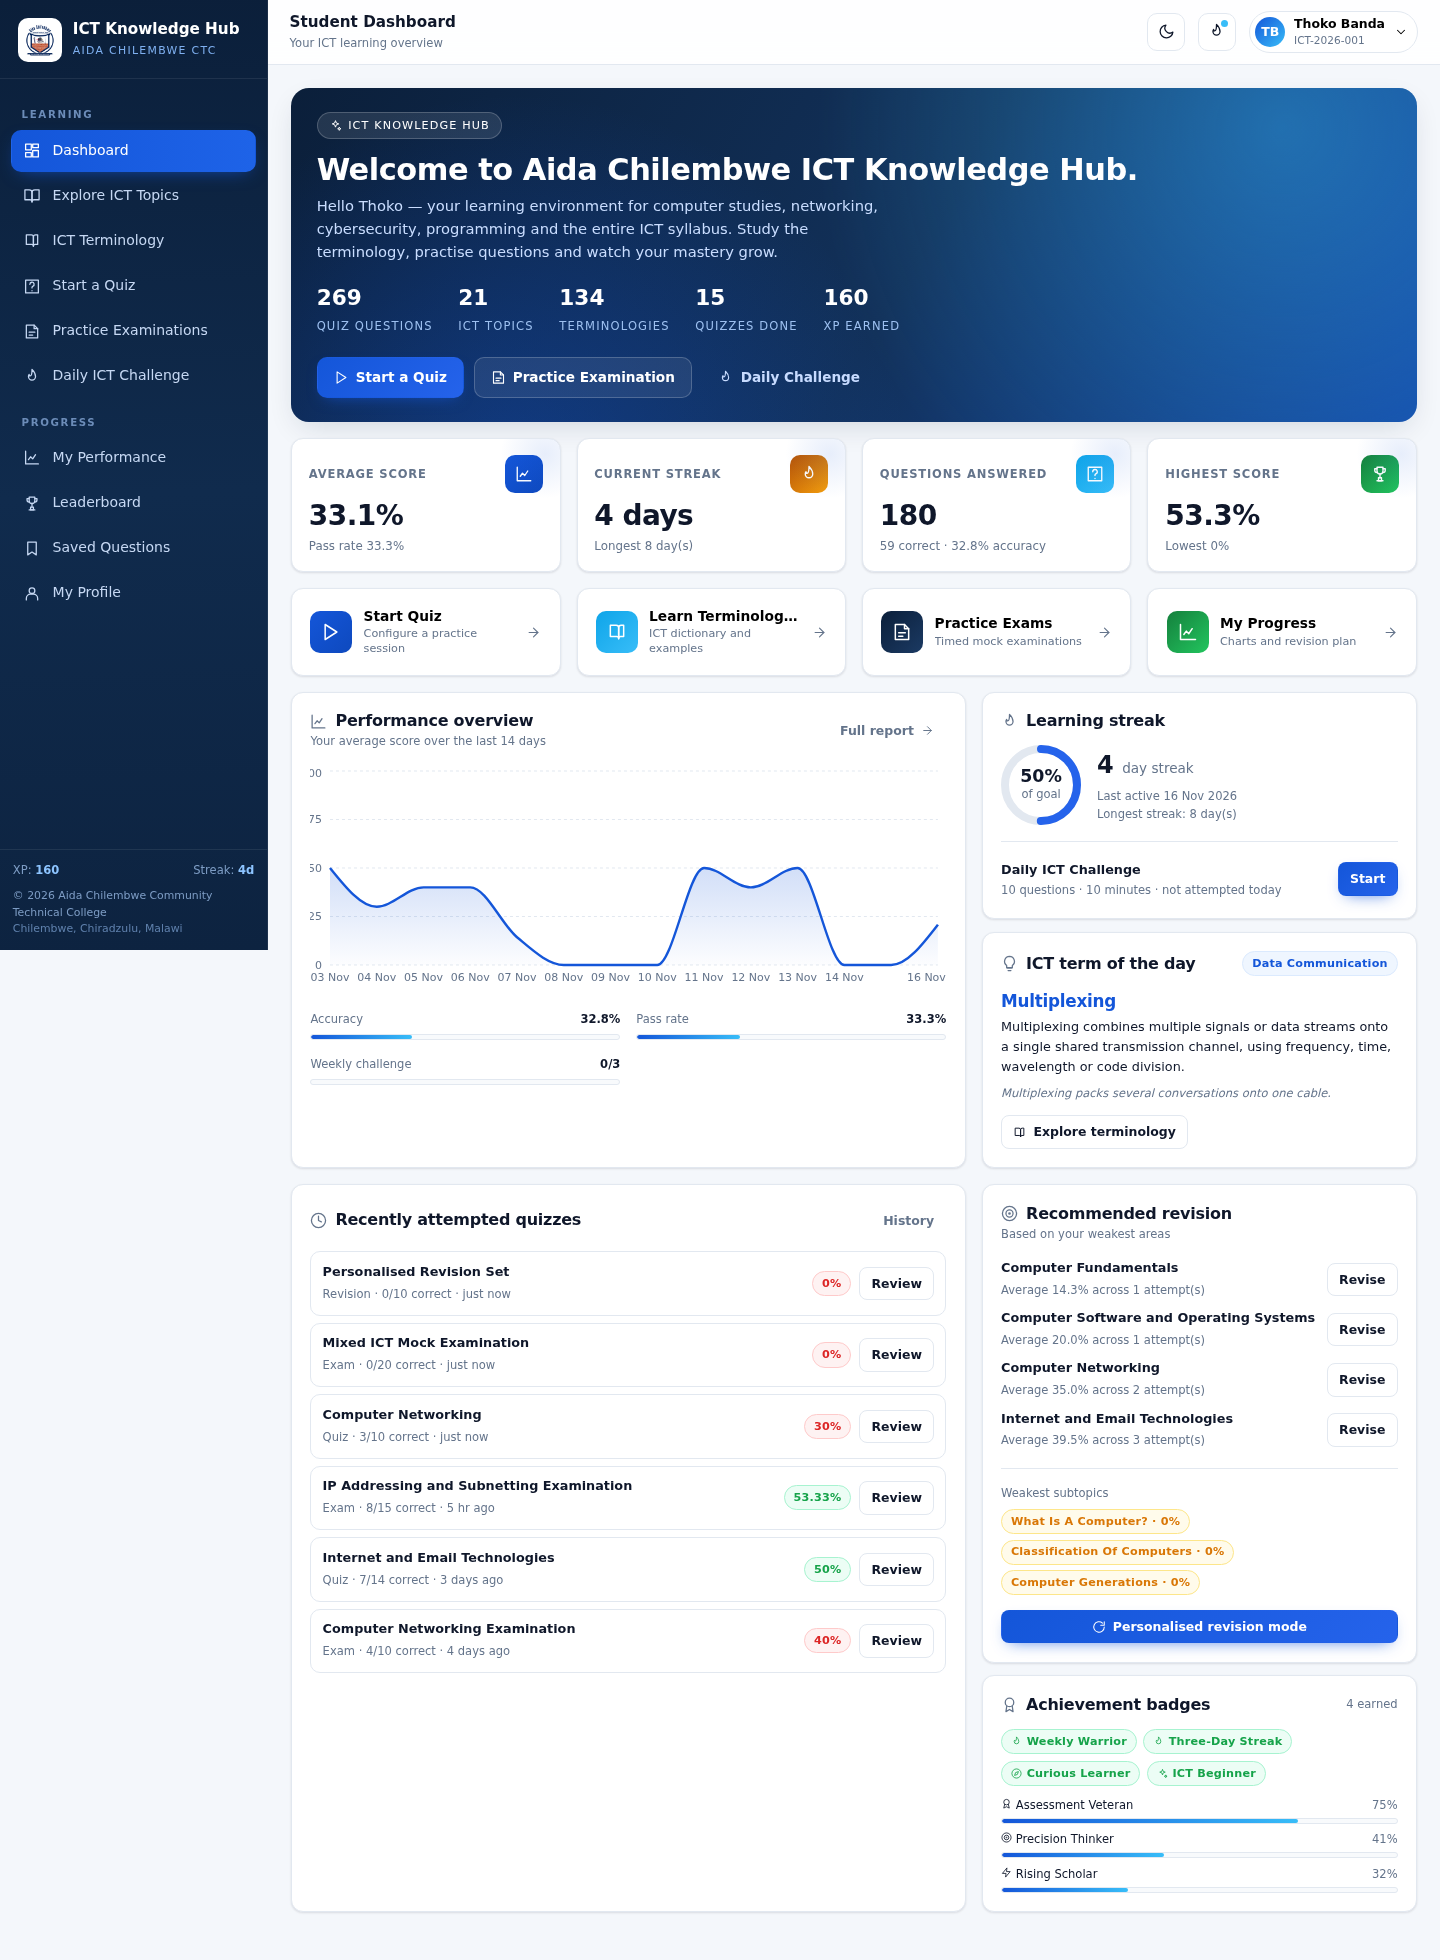 ICT Knowledge Hub
AIDA CHILEMBWE CTC
LEARNING
Dashboard
Explore ICT Topics
ICT Terminology
Start a Quiz
Practice Examinations
Daily ICT Challenge
PROGRESS
My Performance
Leaderboard
Saved Questions
My Profile
XP: 160 Streak: 4d
© 2026 Aida Chilembwe Community
Technical College
Chilembwe, Chiradzulu, Malawi
Student Dashboard
Your ICT learning overview
TB
Thoko Banda
ICT-2026-001
ICT KNOWLEDGE HUB
Welcome to Aida Chilembwe ICT Knowledge Hub.
Hello Thoko — your learning environment for computer studies, networking,
cybersecurity, programming and the entire ICT syllabus. Study the
terminology, practise questions and watch your mastery grow.
269 21 134 15 160
QUIZ QUESTIONS ICT TOPICS TERMINOLOGIES QUIZZES DONE XP EARNED
Start a Quiz Practice Examination Daily Challenge
AVERAGE SCORE
33.1%
Pass rate 33.3%
CURRENT STREAK
4 days
Longest 8 day(s)
QUESTIONS ANSWERED
180
59 correct · 32.8% accuracy
HIGHEST SCORE
53.3%
Lowest 0%
Start Quiz
Configure a practice
session
Learn Terminolog...
ICT dictionary and
examples
Practice Exams
Timed mock examinations
My Progress
Charts and revision plan
Performance overview
Your average score over the last 14 days
Full report
00
75
50
25
0
03 Nov 04 Nov 05 Nov 06 Nov 07 Nov 08 Nov 09 Nov 10 Nov 11 Nov 12 Nov 13 Nov 14 Nov 16 Nov
Accuracy 32.8%
Pass rate 33.3%
Weekly challenge 0/3
Learning streak
50%
of goal
4 day streak
Last active 16 Nov 2026
Longest streak: 8 day(s)
Daily ICT Challenge
10 questions · 10 minutes · not attempted today
Start
ICT term of the day
Data Communication
Multiplexing
Multiplexing combines multiple signals or data streams onto
a single shared transmission channel, using frequency, time,
wavelength or code division.
Multiplexing packs several conversations onto one cable.
Explore terminology
Recently attempted quizzes
History
Personalised Revision Set
Revision · 0/10 correct · just now
0%
Review
Mixed ICT Mock Examination
Exam · 0/20 correct · just now
0%
Review
Computer Networking
Quiz · 3/10 correct · just now
30%
Review
IP Addressing and Subnetting Examination
Exam · 8/15 correct · 5 hr ago
53.33%
Review
Internet and Email Technologies
Quiz · 7/14 correct · 3 days ago
50%
Review
Computer Networking Examination
Exam · 4/10 correct · 4 days ago
40%
Review
Recommended revision
Based on your weakest areas
Computer Fundamentals
Average 14.3% across 1 attempt(s)
Revise
Computer Software and Operating Systems
Average 20.0% across 1 attempt(s)
Revise
Computer Networking
Average 35.0% across 2 attempt(s)
Revise
Internet and Email Technologies
Average 39.5% across 3 attempt(s)
Revise
Weakest subtopics
What Is A Computer? · 0%
Classification Of Computers · 0%
Computer Generations · 0%
Personalised revision mode
Achievement badges
4 earned
Weekly Warrior Three-Day Streak
Curious Learner ICT Beginner
Assessment Veteran 75%
Precision Thinker 41%
Rising Scholar 32%